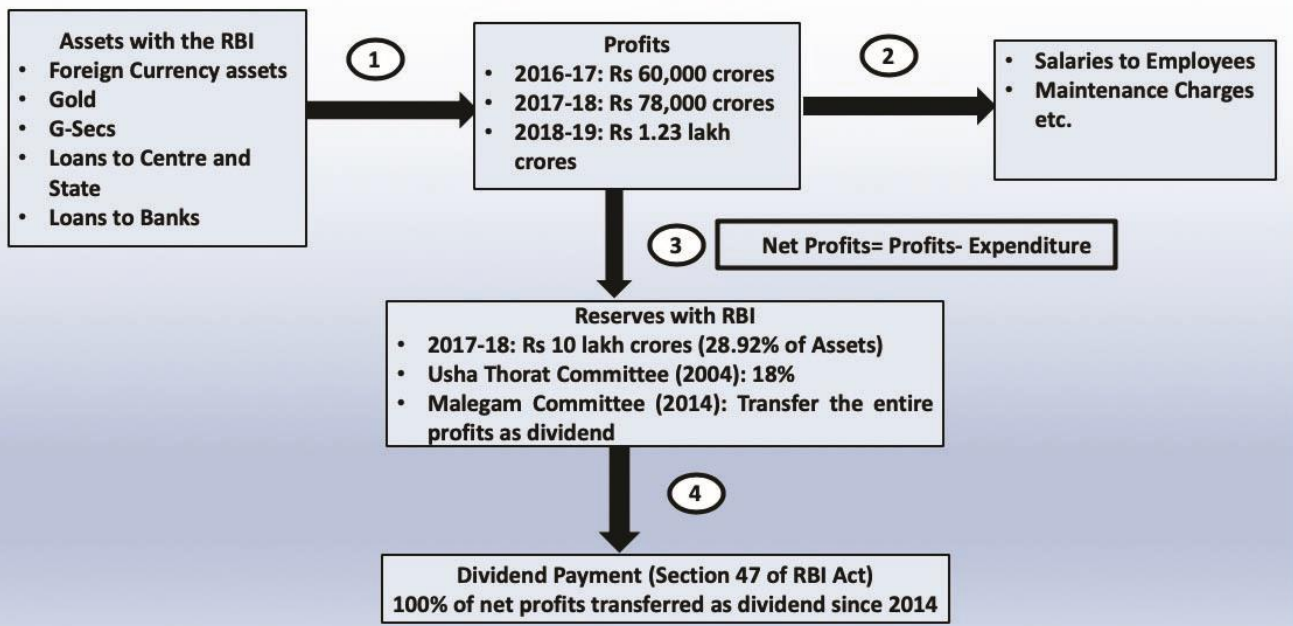 Assets with the RBI
• Foreign Currency assets
• Gold
• G-Secs
• Loans to Centre and
State
• Loans to Banks
1
Profits
• 2016-17: Rs 60,000 crores
• 2017-18: Rs 78,000 crores
• 2018-19: Rs 1.23 lakh
crores
2
• Salaries to Employees
• Maintenance Charges
etc.
3
Net Profits= Profits- Expenditure
Reserves with RBI
• 2017-18: Rs 10 lakh crores (28.92% of Assets)
• Usha Thorat Committee (2004): 18%
• Malegam Committee (2014): Transfer the entire
profits as dividend
4
Dividend Payment (Section 47 of RBI Act)
100% of net profits transferred as dividend since 2014